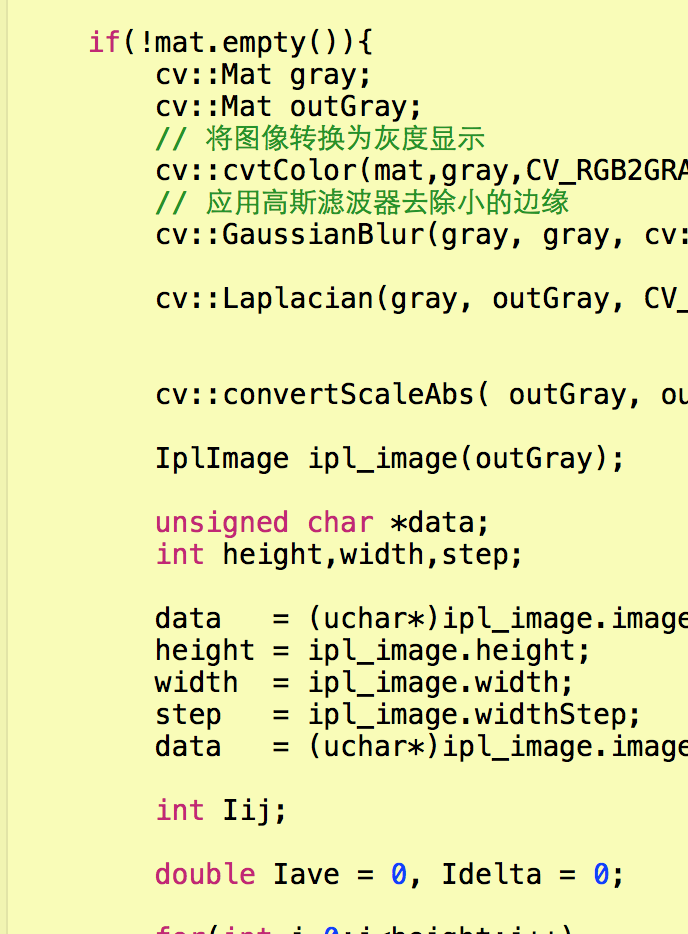 if(!mat.empty()){
cv::Mat gray;
cv::Mat outGray;
// 将图像转换为灰度显示
cv::cvtColor(mat,gray,CV_RGB2GRA
// 应用高斯滤波器去除小的边缘
cv::GaussianBlur(gray, gray, cv:
cv::Laplacian(gray, outGray, CV_
cv::convertScaleAbs( outGray, ou
IplImage ipl_image(outGray);
unsigned char *data;
int height,width,step;
data   = (uchar*)ipl_image.image
height = ipl_image.height;
width  = ipl_image.width;
step   = ipl_image.widthStep;
data   = (uchar*)ipl_image.image
int Iij;
double Iave = 0, Idelta = 0;
for(int i=0;i<height;i++)